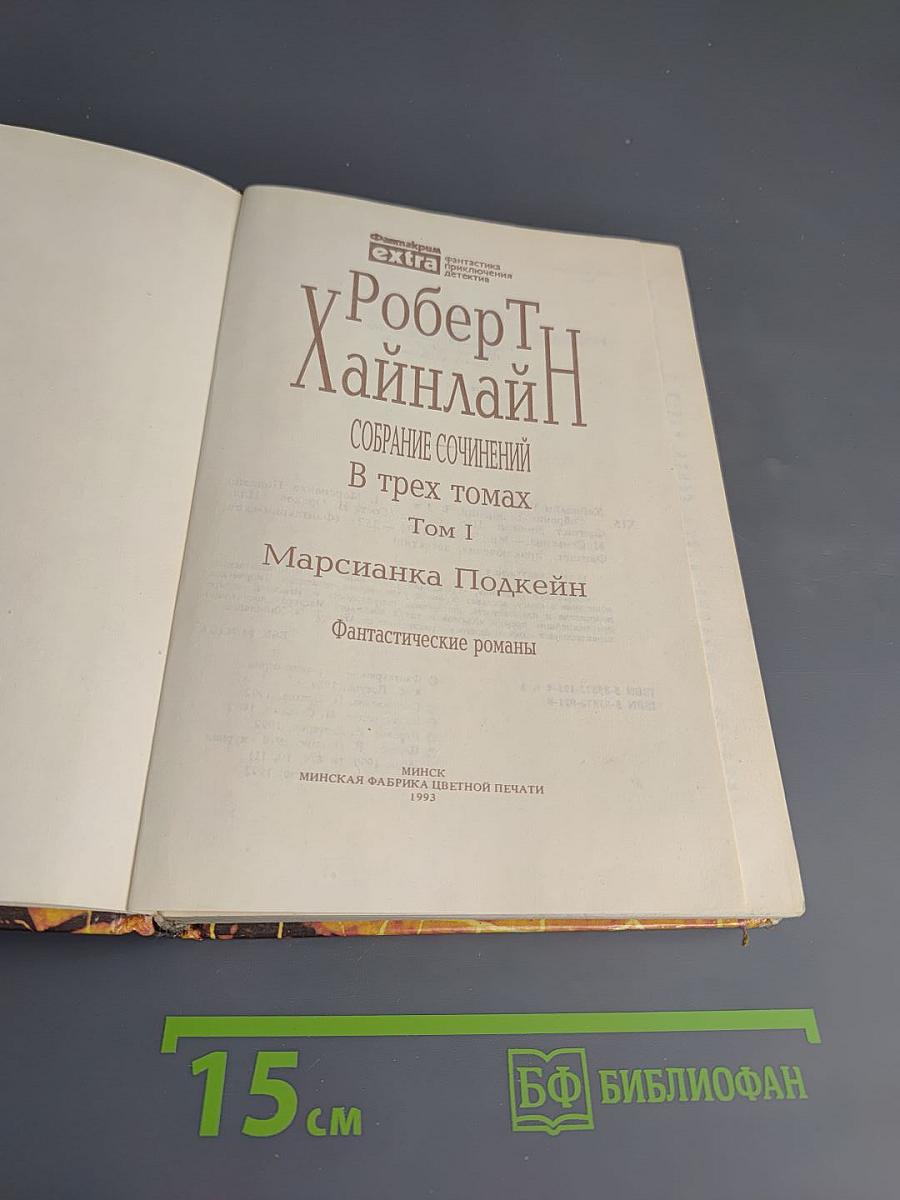 Фантакрим
extra
фантастика
приключения
детектив
Роберт
Хайнлайн
СОБРАНИЕ СОЧИНЕНИЙ
В трех томах
Том I
Марсианка Подкейн
Фантастические романы
МИНСК
МИНСКАЯ ФАБРИКА ЦВЕТНОЙ ПЕЧАТИ
1993
15 см
БФ БИБЛИОФАН